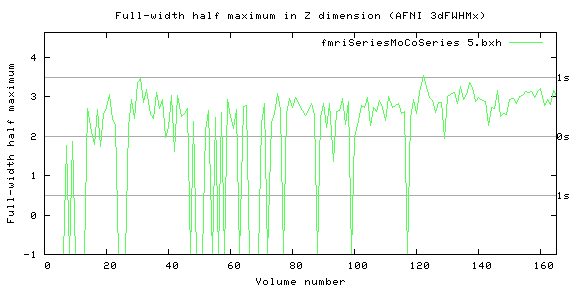 Full-width half maximum in Z dimension (AFNI 3dFWHMx)
fmriSeriesMoCoSeries 5.bxh
Full-width half maximum
4
3
2
1
0
-1
1s
0s
1s
0 20 40 60 80 100 120 140 160
Volume number